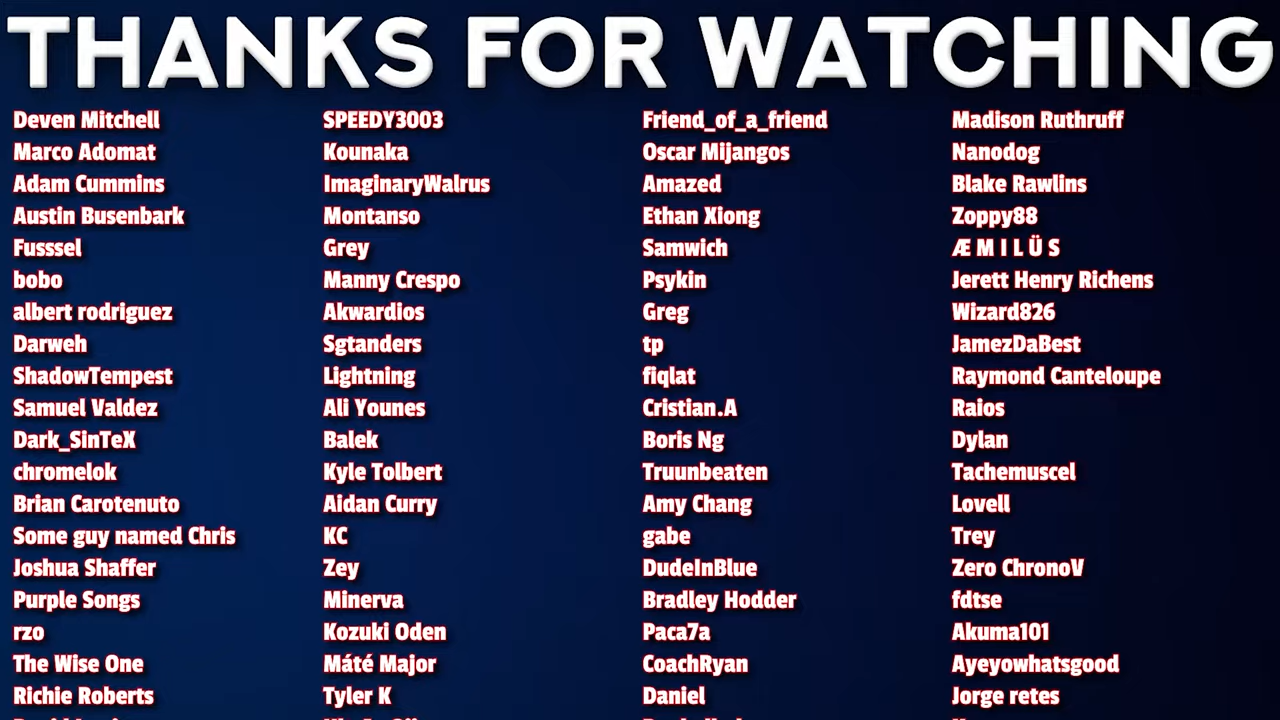 THANKS FOR WATCHING
Deven Mitchell
Marco Adomat
Adam Cummins
Austin Busenbark
Fusssel
bobo
albert rodriguez
Darweh
ShadowTempest
Samuel Valdez
Dark_SinTeX
chromelok
Brian Carotenuto
Some guy named Chris
Joshua Shaffer
Purple Songs
rzo
The Wise One
Richie Roberts
SPEEDY3003
Kounaka
ImaginaryWalrus
Montanso
Grey
Manny Crespo
Akwardios
Sgtanders
Lightning
Ali Younes
Balek
Kyle Tolbert
Aidan Curry
KC
Zey
Minerva
Kozuki Oden
Máté Major
Tyler K
Friend_of_a_friend
Oscar Mijangos
Amazed
Ethan Xiong
Samwich
Psykin
Greg
tp
fiqlat
Cristian.A
Boris Ng
Truunbeaten
Amy Chang
gabe
DudeInBlue
Bradley Hodder
Paca7a
CoachRyan
Daniel
Madison Ruthruff
Nanodog
Blake Rawlins
Zoppy88
Æ M I L Ü S
Jerett Henry Richens
Wizard826
JamezDaBest
Raymond Canteloupe
Raios
Dylan
Tachemuscel
Lovell
Trey
Zero ChronoV
fdtse
Akuma101
Ayeyowhatsgood
Jorge retes